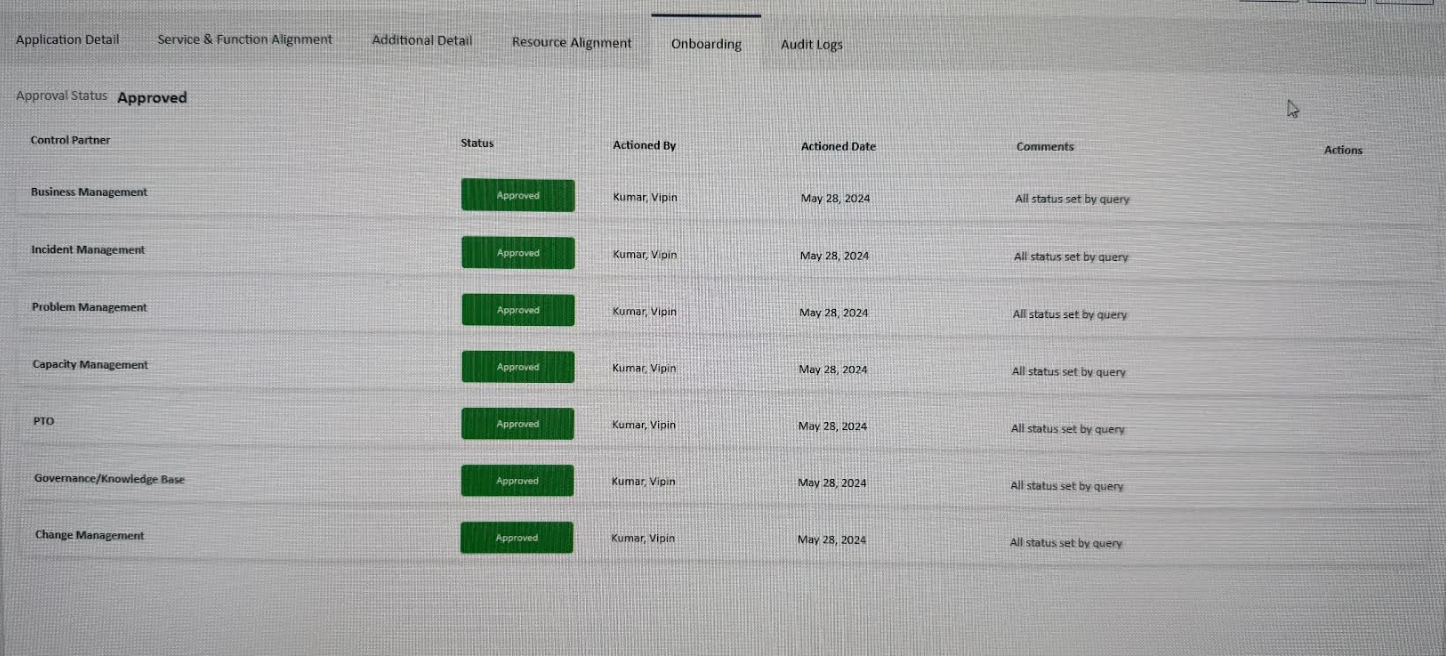 Application Detail Service & Function Alignment Additional Detail Resource Alignment Onboarding Audit Logs
Approval Status Approved
Control Partner Status Actioned By Actioned Date Comments Actions
Business Management Approved Kumar, Vipin May 28, 2024 All status set by query
Incident Management Approved Kumar, Vipin May 28, 2024 All status set by query
Problem Management Approved Kumar, Vipin May 28, 2024 All status set by query
Capacity Management Approved Kumar, Vipin May 28, 2024 All status set by query
PTO Approved Kumar, Vipin May 28, 2024 All status set by query
Governance/Knowledge Base Approved Kumar, Vipin May 28, 2024 All status set by query
Change Management Approved Kumar, Vipin May 28, 2024 All status set by query